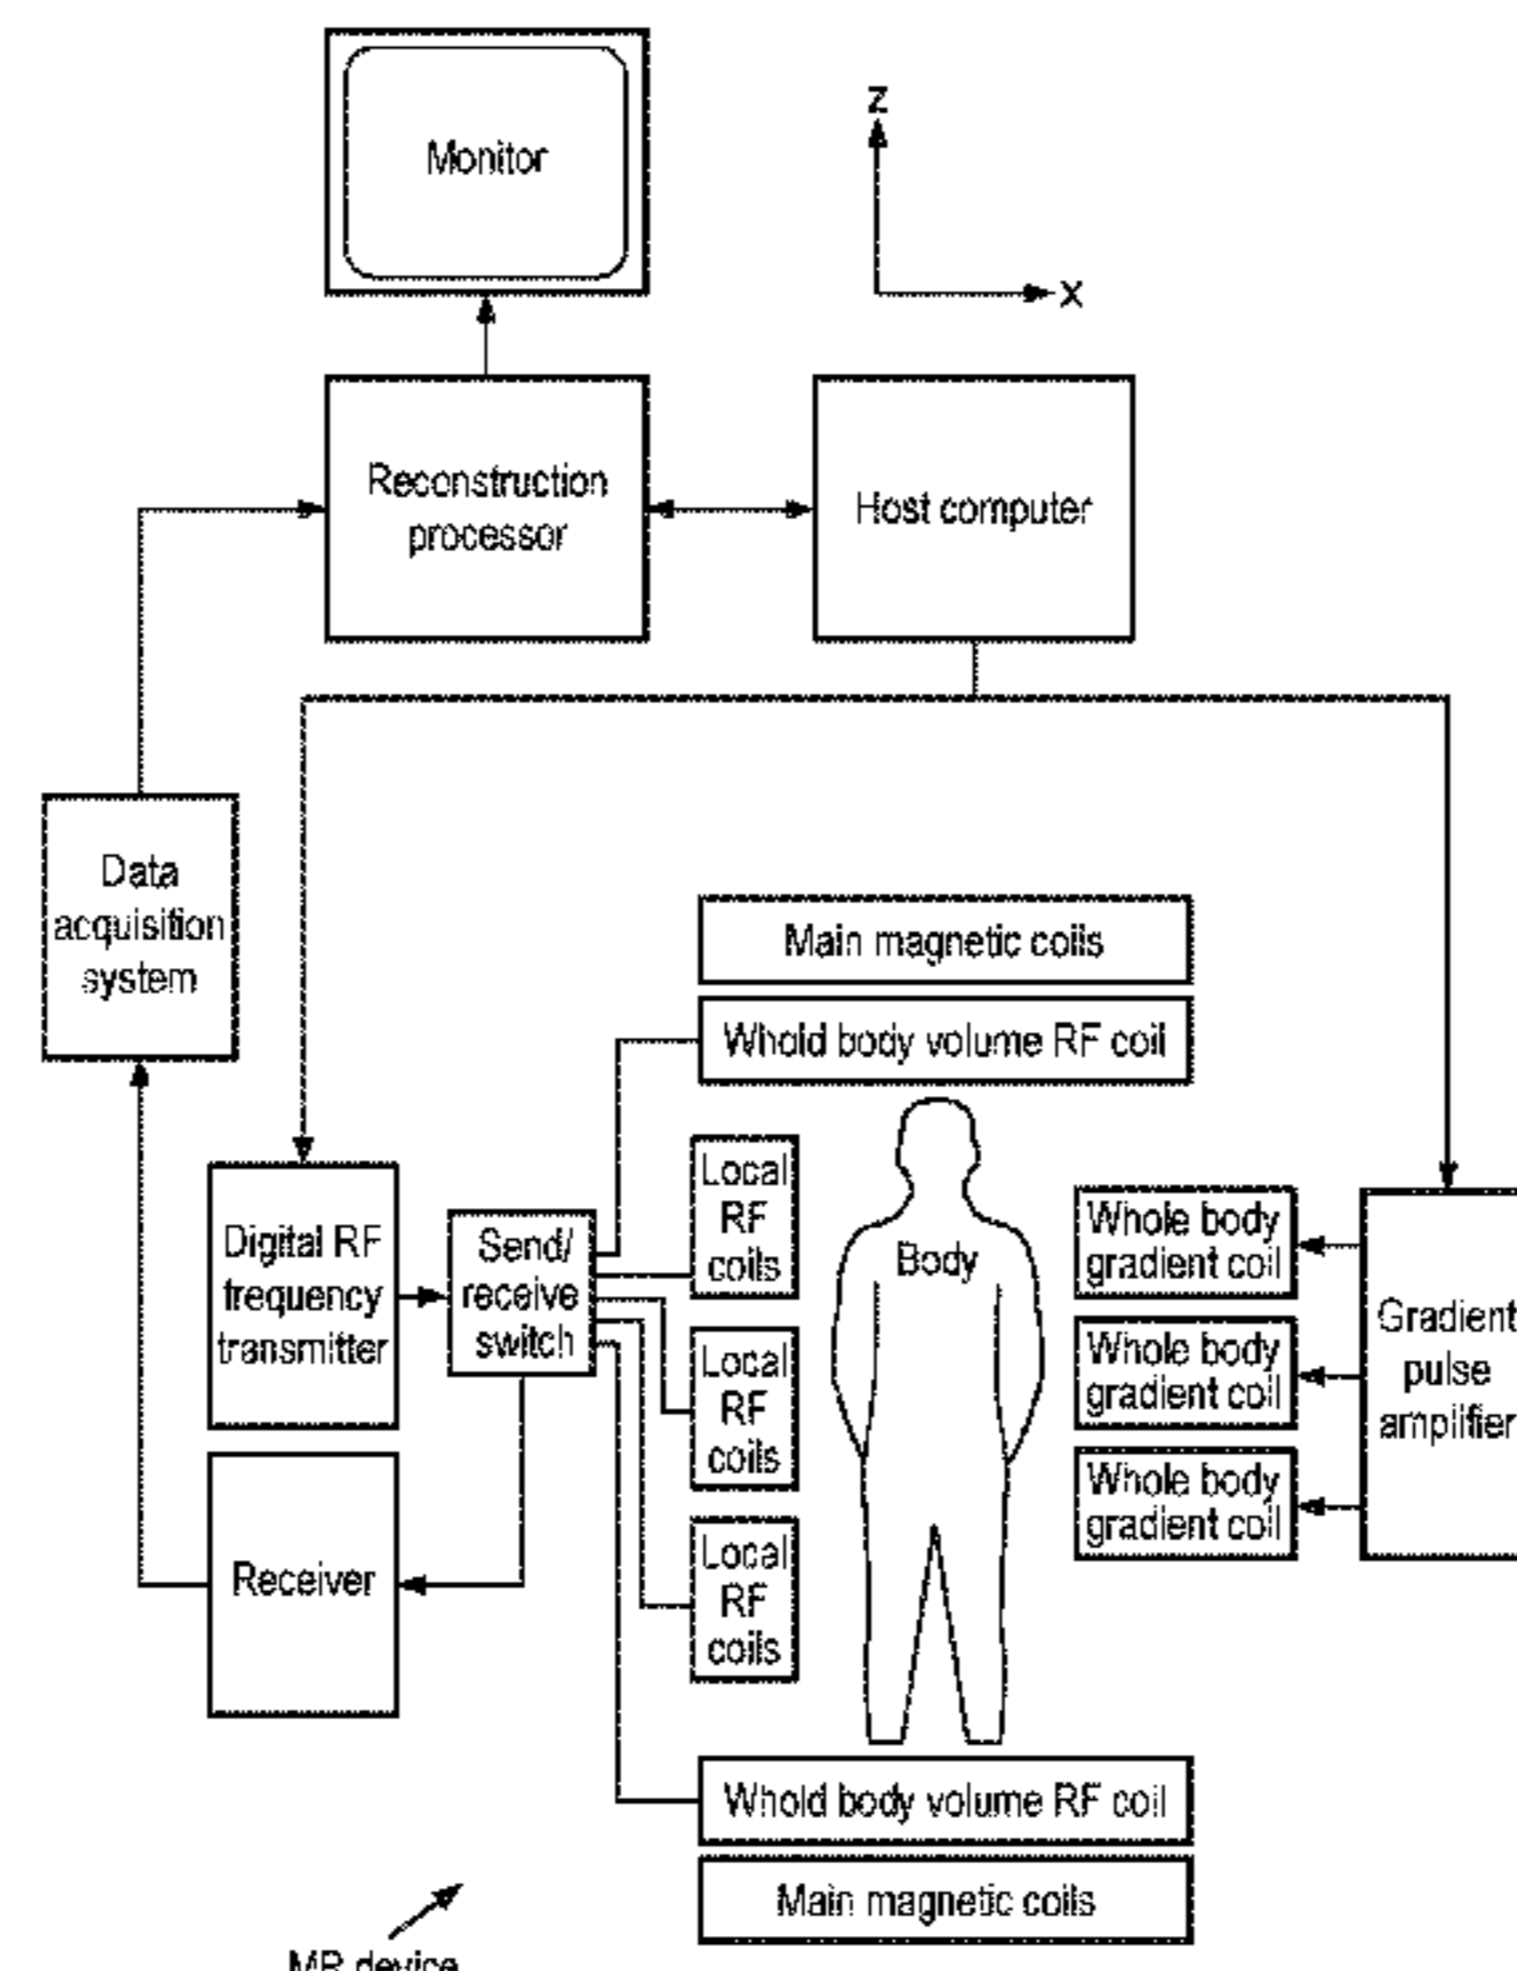 Monitor
Z
X
Reconstruction
processor
Host computer
Data
acquisition
system
Main magnetic coils
Whold body volume RF coil
Digital RF
frequency
transmitter
Send/
receive
switch
Local
RF
coils
Local
RF
coils
Local
RF
coils
Body
Whole body
gradient coil
Whole body
gradient coil
Whole body
gradient coil
Gradient
pulse
amplifier
Receiver
Whold body volume RF coil
Main magnetic coils
MR device